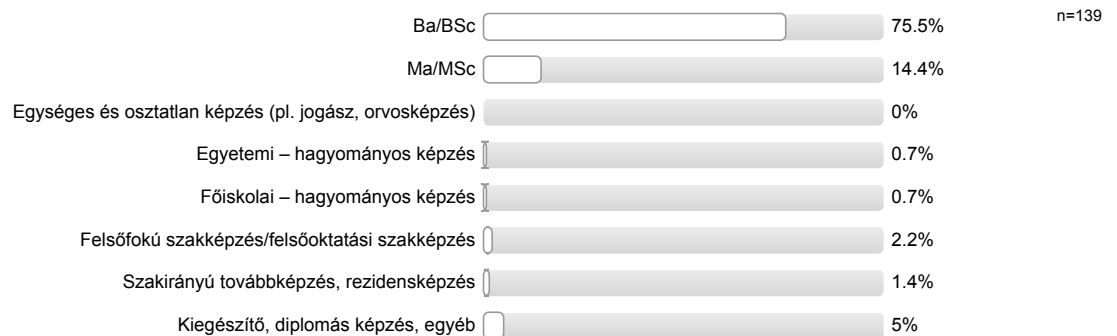 Ba/BSc 75.5% n=139
Ma/MSc 14.4%
Egységes és osztatlan képzés (pl. jogász, orvosképzés) 0%
Egyetemi – hagyományos képzés 0.7%
Főiskolai – hagyományos képzés 0.7%
Felsőfokú szakképzés/felsőoktatási szakképzés 2.2%
Szakirányú továbbképzés, rezidensképzés 1.4%
Kiegészítő, diplomás képzés, egyéb 5%